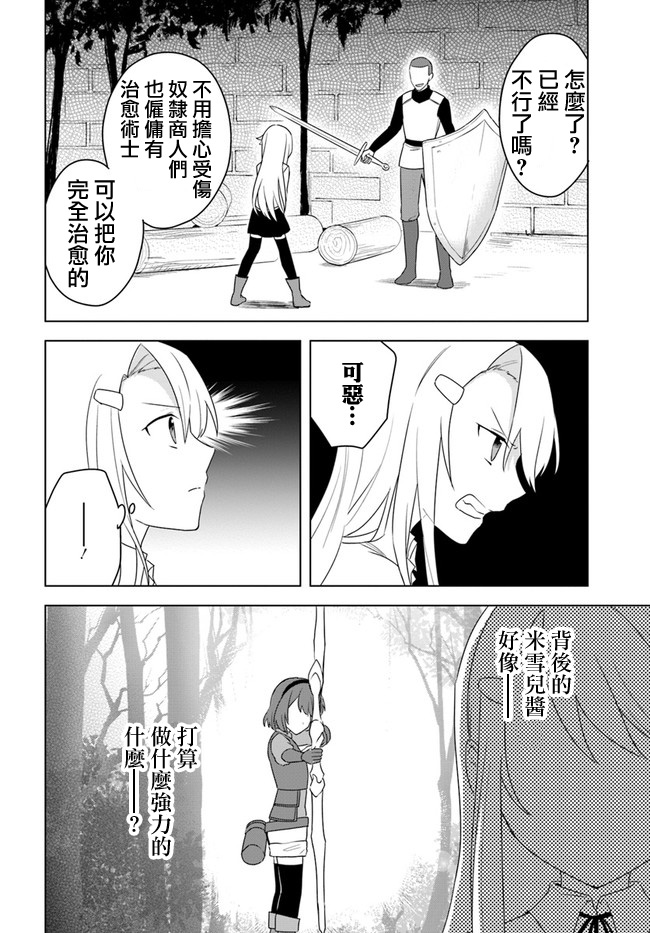 怎麼了？
已經
不行了嗎？
不用擔心受傷
奴隸商人們
也僱傭有
治愈術士
可以把你
完全治愈的
可惡…
——！
背後的
米雪兒醬
好像——
打算
做什麼強力的
什麼——？